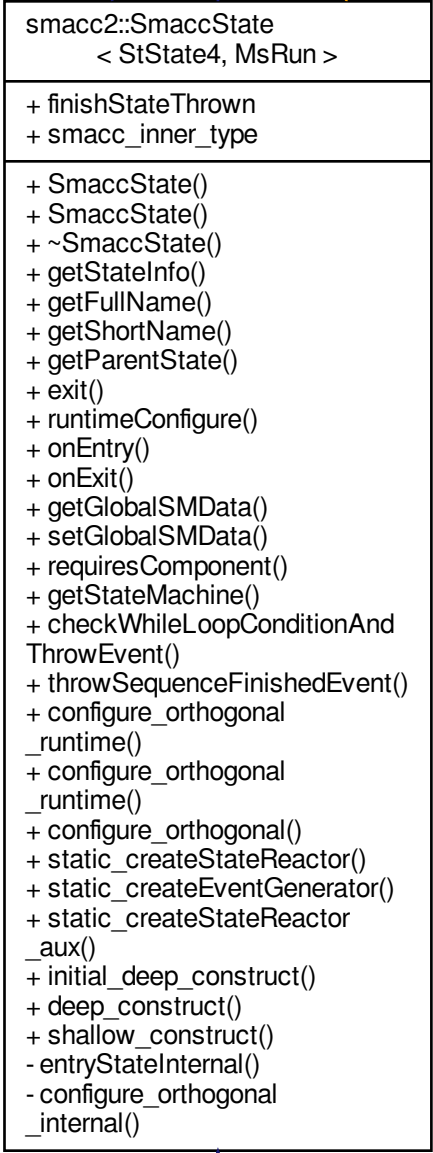 smacc2::SmaccState
< StState4, MsRun >
+ finishStateThrown
+ smacc_inner_type
+ SmaccState()
+ SmaccState()
+ ~SmaccState()
+ getStateInfo()
+ getFullName()
+ getShortName()
+ getParentState()
+ exit()
+ runtimeConfigure()
+ onEntry()
+ onExit()
+ getGlobalSMData()
+ setGlobalSMData()
+ requiresComponent()
+ getStateMachine()
+ checkWhileLoopConditionAnd
ThrowEvent()
+ throwSequenceFinishedEvent()
+ configure_orthogonal
_runtime()
+ configure_orthogonal
_runtime()
+ configure_orthogonal()
+ static_createStateReactor()
+ static_createEventGenerator()
+ static_createStateReactor
_aux()
+ initial_deep_construct()
+ deep_construct()
+ shallow_construct()
- entryStateInternal()
- configure_orthogonal
_internal()